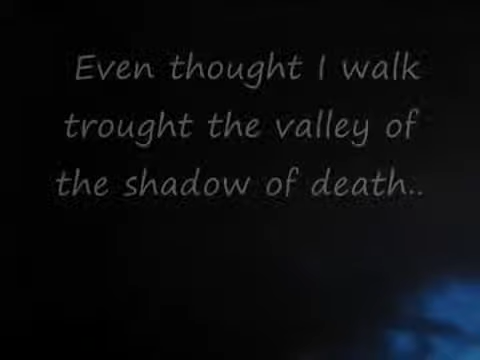 Even thought I walk
trought the valley of
the shadow of death..